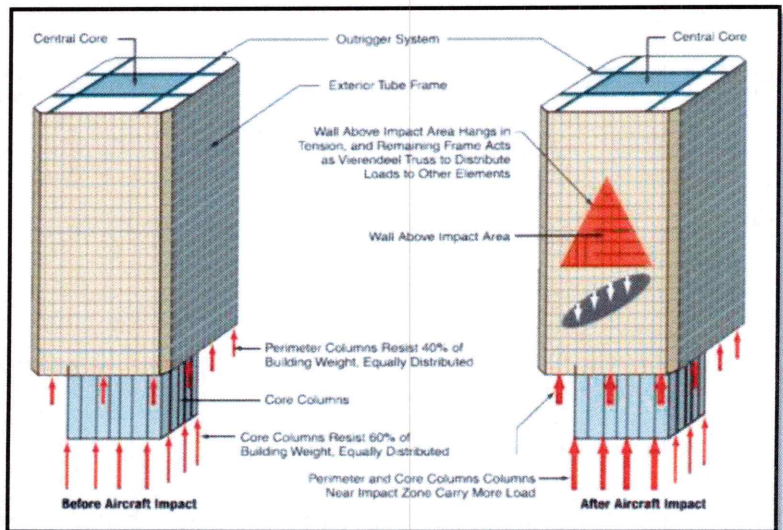 Central Core
Outrigger System
Central Core
Exterior Tube Frame
Wall Above Impact Area Hangs in
Tension, and Remaining Frame Acts
as Vierendeel Truss to Distribute
Loads to Other Elements
Wall Above Impact Area
Perimeter Columns Resist 40% of
Building Weight, Equally Distributed
Core Columns
Core Columns Resist 60% of
Building Weight, Equally Distributed
Perimeter and Core Columns Columns
Near Impact Zone Carry More Load
Before Aircraft Impact
After Aircraft Impact